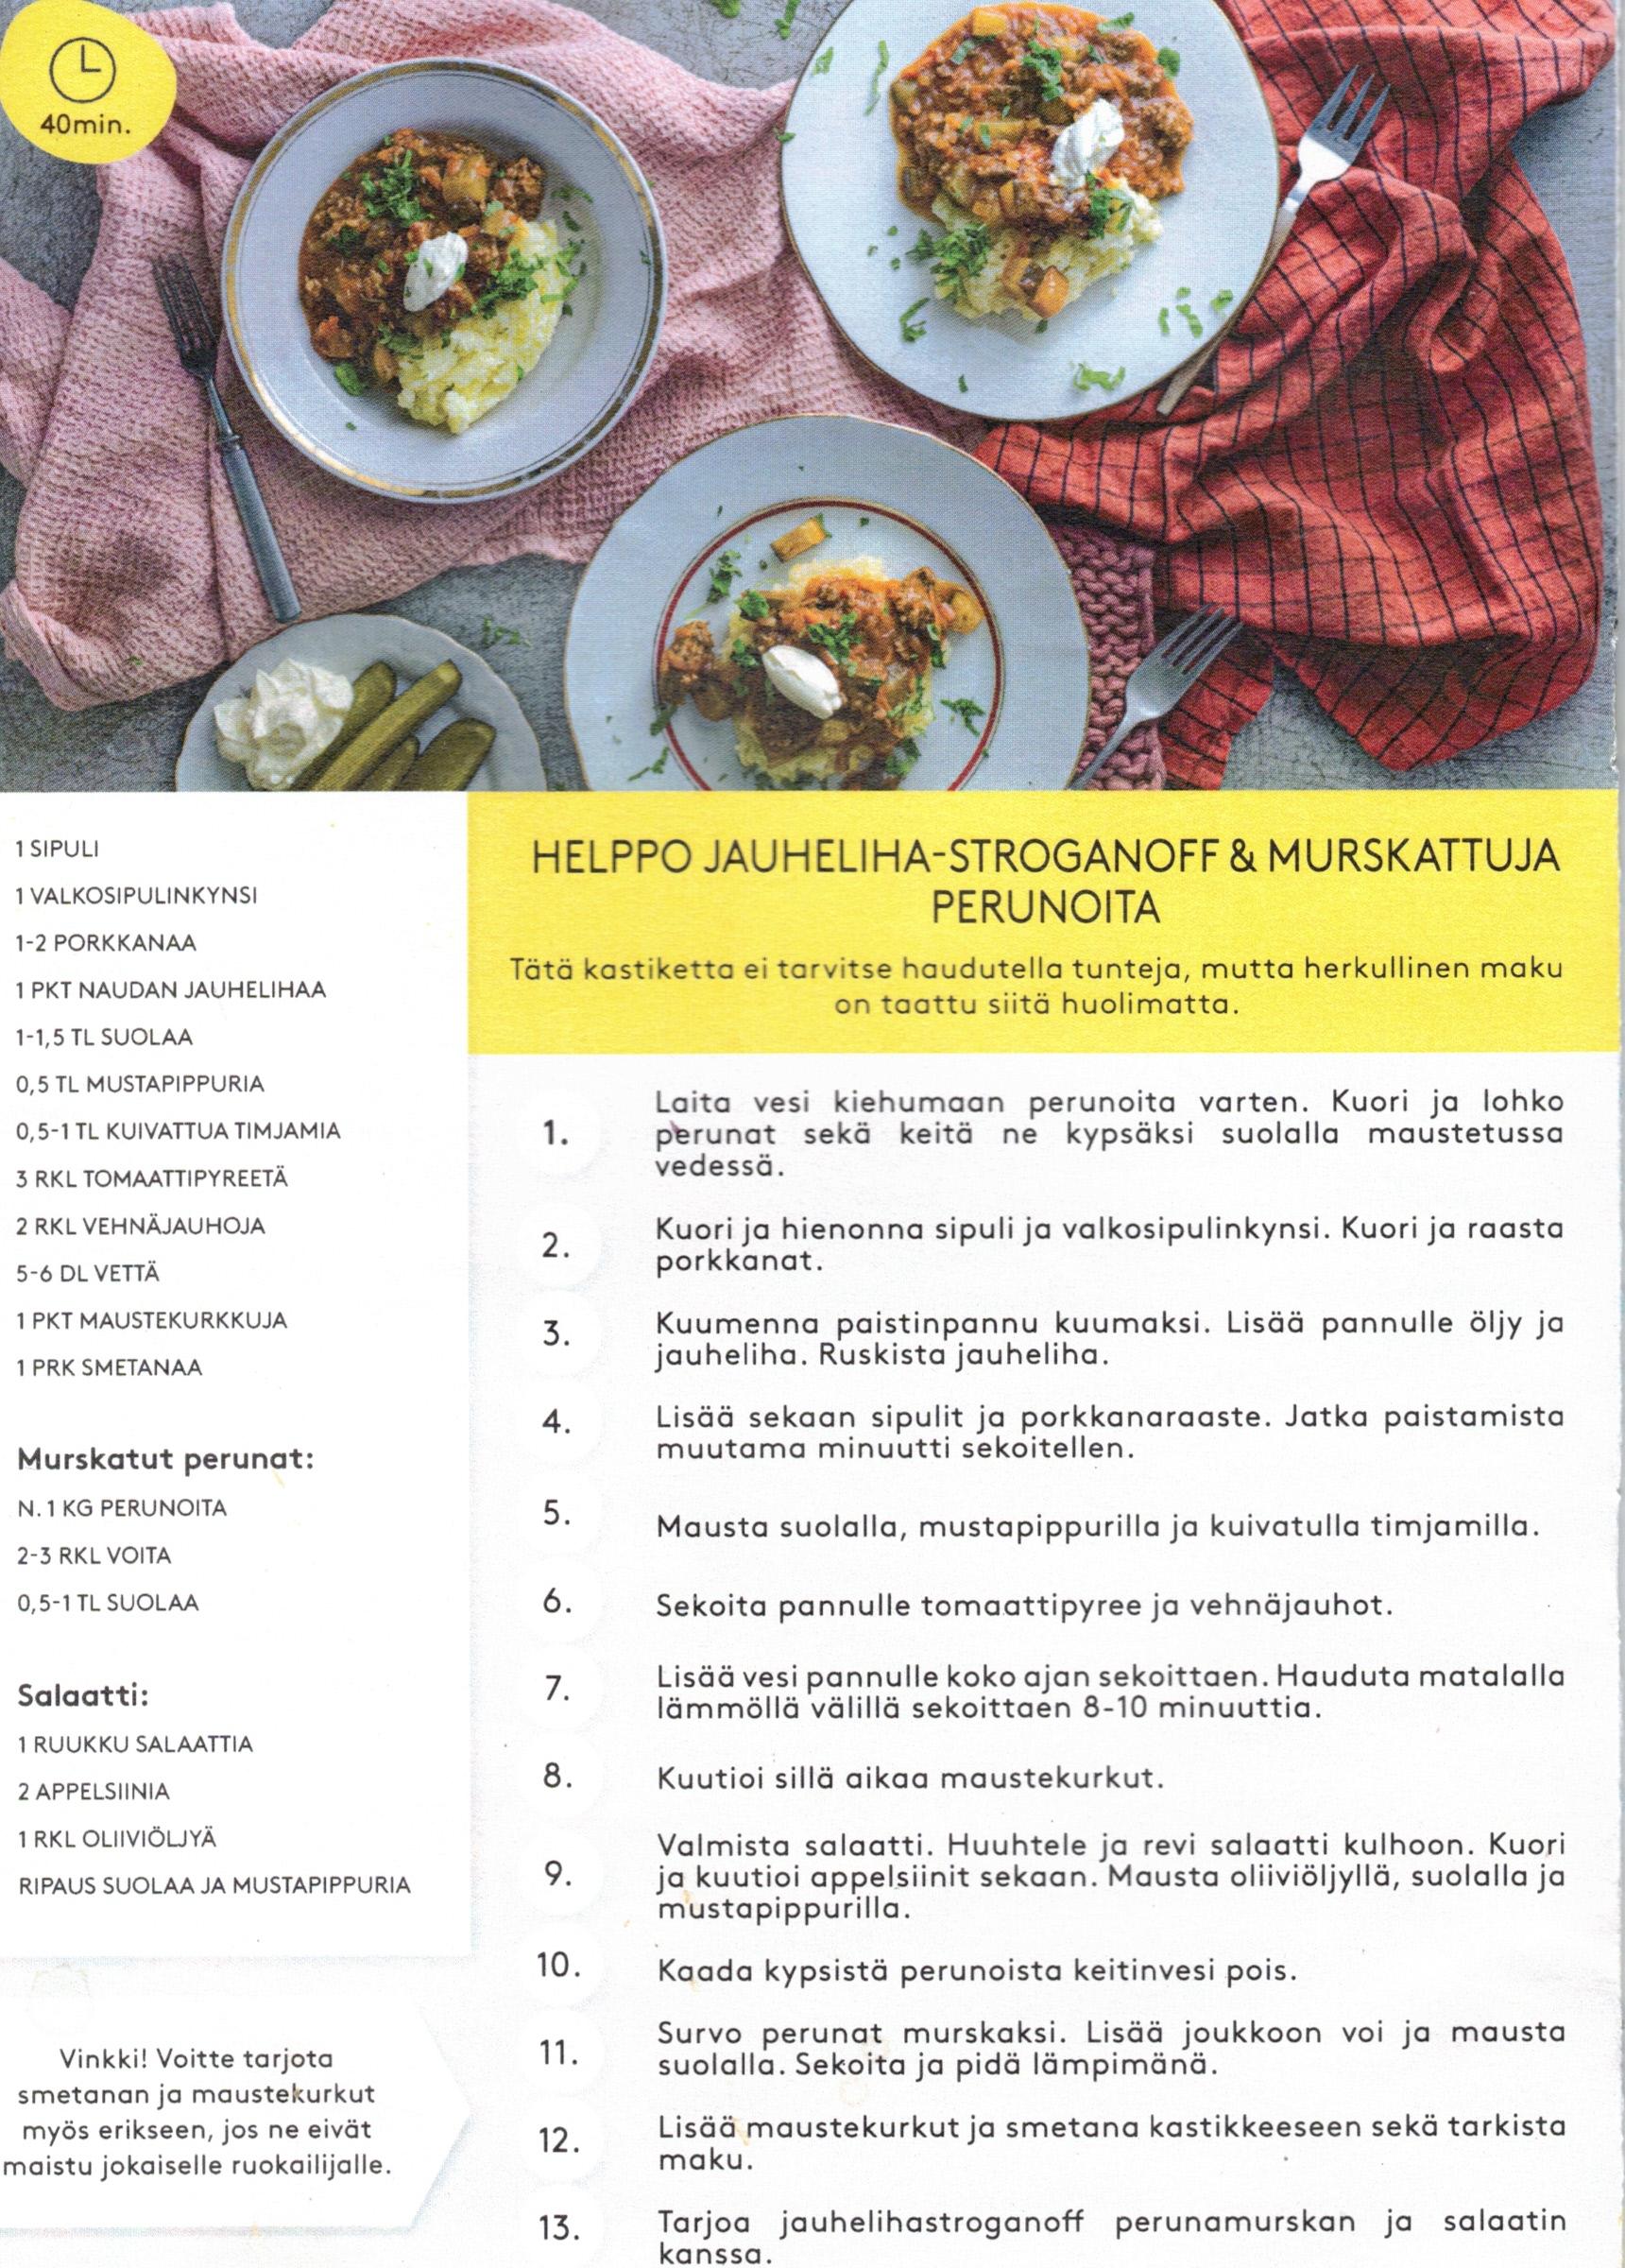 40min.
1 SIPULI
1 VALKOSIPULINKYNSI
1-2 PORKKANAA
1 PKT NAUDAN JAUHELIHAA
1-1,5 TL SUOLAA
0,5 TL MUSTAPIPPURIA
0,5-1 TL KUIVATTUA TIMJAMIA
3 RKL TOMAATTIPYREETÄ
2 RKL VEHNÄJAUHOJA
5-6 DL VETTÄ
1 PKT MAUSTEKURKKUJA
1 PRK SMETANAA
Murskatut perunat:
N. 1 KG PERUNOITA
2-3 RKL VOITA
0,5-1 TL SUOLAA
Salaatti:
1 RUUKKU SALAATTIA
2 APPELSIINIA
1 RKL OLIIVIÖLJYÄ
RIPAUS SUOLAA JA MUSTAPIPPURIA
Vinkki! Voitte tarjota
smetanan ja maustekurkut
myös erikseen, jos ne eivät
maistu jokaiselle ruokailijalle.
HELPPO JAUHELIHA-STROGANOFF & MURSKATTUJA
PERUNOITA
Tätä kastiketta ei tarvitse haudutella tunteja, mutta herkullinen maku
on taattu siitä huolimatta.
1. Laita vesi kiehumaan perunoita varten. Kuori ja lohko
perunat sekä keitä ne kypsäksi suolalla maustetussa
vedessä.
2. Kuori ja hienonna sipuli ja valkosipulinkynsi. Kuori ja raasta
porkkanat.
3. Kuumenna paistinpannu kuumaksi. Lisää pannulle öljy ja
jauheliha. Ruskista jauheliha.
4. Lisää sekaan sipulit ja porkkanaraaste. Jatka paistamista
muutama minuutti sekoitellen.
5. Mausta suolalla, mustapippurilla ja kuivatulla timjamilla.
6. Sekoita pannulle tomaattipyree ja vehnäjauhot.
7. Lisää vesi pannulle koko ajan sekoittaen. Hauduta matalalla
lämmöllä välillä sekoittaen 8-10 minuuttia.
8. Kuutioi sillä aikaa maustekurkut.
9. Valmista salaatti. Huuhtele ja revi salaatti kulhoon. Kuori
ja kuutioi appelsiinit sekaan. Mausta oliiviöljyllä, suolalla ja
mustapippurilla.
10. Kaada kypsistä perunoista keitinvesi pois.
11. Survo perunat murskaksi. Lisää joukkoon voi ja mausta
suolalla. Sekoita ja pidä lämpimänä.
12. Lisää maustekurkut ja smetana kastikkeeseen sekä tarkista
maku.
13. Tarjoa jauhelihastroganoff perunamurskan ja salaatin
kanssa.